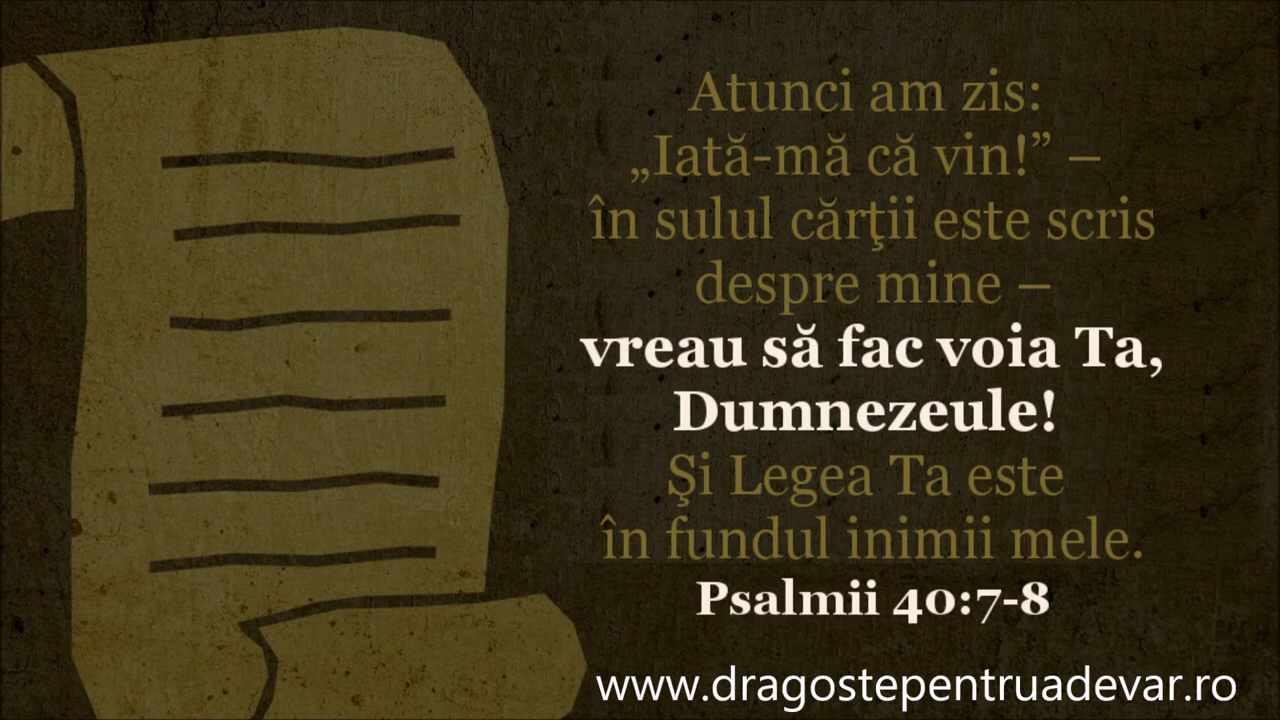 Atunci am zis:
„Iată-mă că vin!” –
în sulul cărţii este scris
despre mine –
vreau să fac voia Ta,
Dumnezeule!
Şi Legea Ta este
în fundul inimii mele.
Psalmii 40:7-8
www.dragostepentruadevar.ro